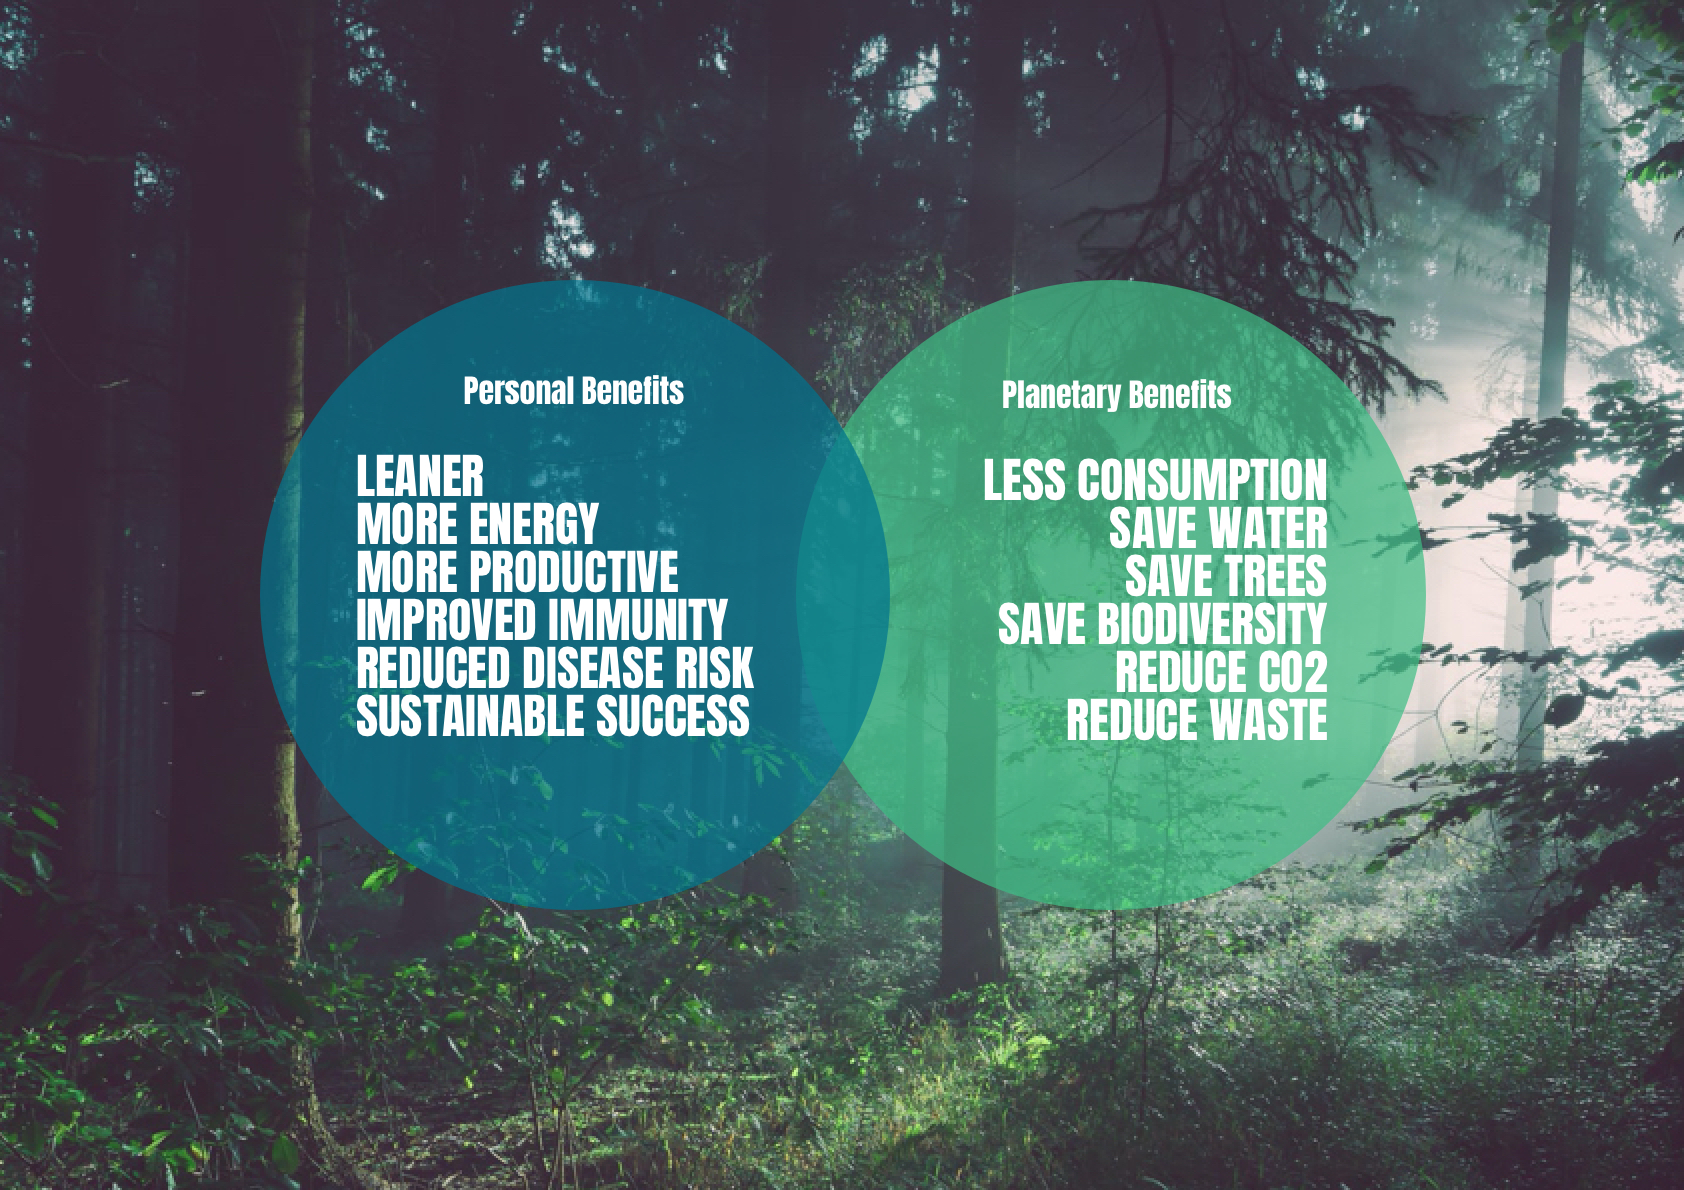 Personal Benefits
LEANER
MORE ENERGY
MORE PRODUCTIVE
IMPROVED IMMUNITY
REDUCED DISEASE RISK
SUSTAINABLE SUCCESS
Planetary Benefits
LESS CONSUMPTION
SAVE WATER
SAVE TREES
SAVE BIODIVERSITY
REDUCE CO2
REDUCE WASTE